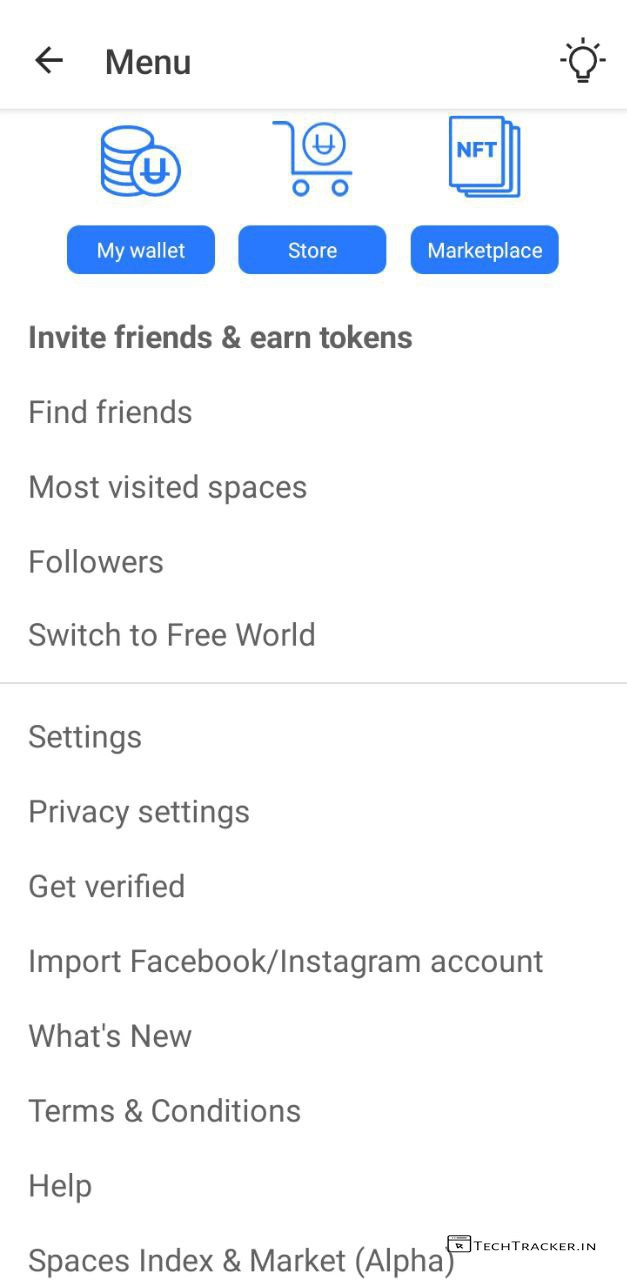 Menu
NFT
My wallet
Store
Marketplace
Invite friends & earn tokens
Find friends
Most visited spaces
Followers
Switch to Free World
Settings
Privacy settings
Get verified
Import Facebook/Instagram account
What's New
Terms & Conditions
Help
Spaces Index & Market (Alpha)
TECHTRACKER.IN